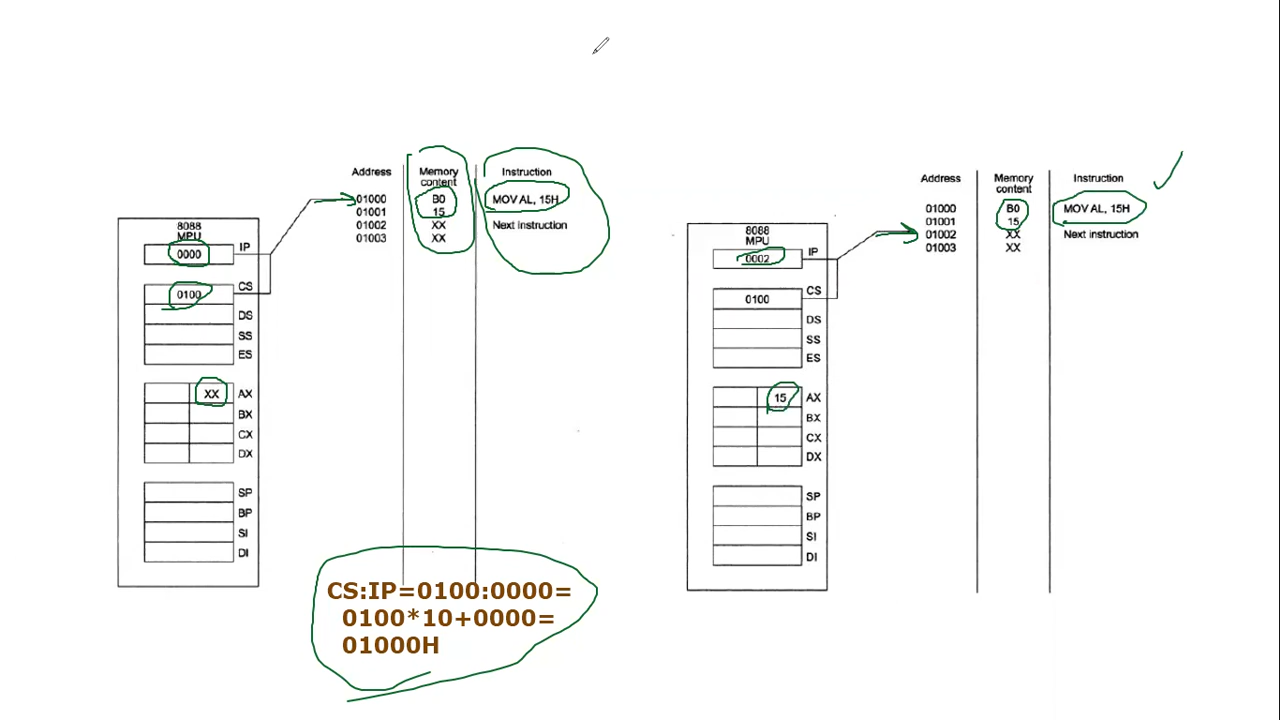 Address Memory content Instruction
01000 B0 MOV AL, 15H
01001 15
01002 XX Next instruction
01003 XX
8088
MPU
0000 IP
0100 CS
DS
SS
ES
XX AX
BX
CX
DX
SP
BP
SI
DI
CS:IP=0100:0000=
0100*10+0000=
01000H
Address Memory content Instruction
01000 B0 MOV AL, 15H
01001 15
01002 XX Next instruction
01003 XX
8088
MPU
0002 IP
0100 CS
DS
SS
ES
15 AX
BX
CX
DX
SP
BP
SI
DI